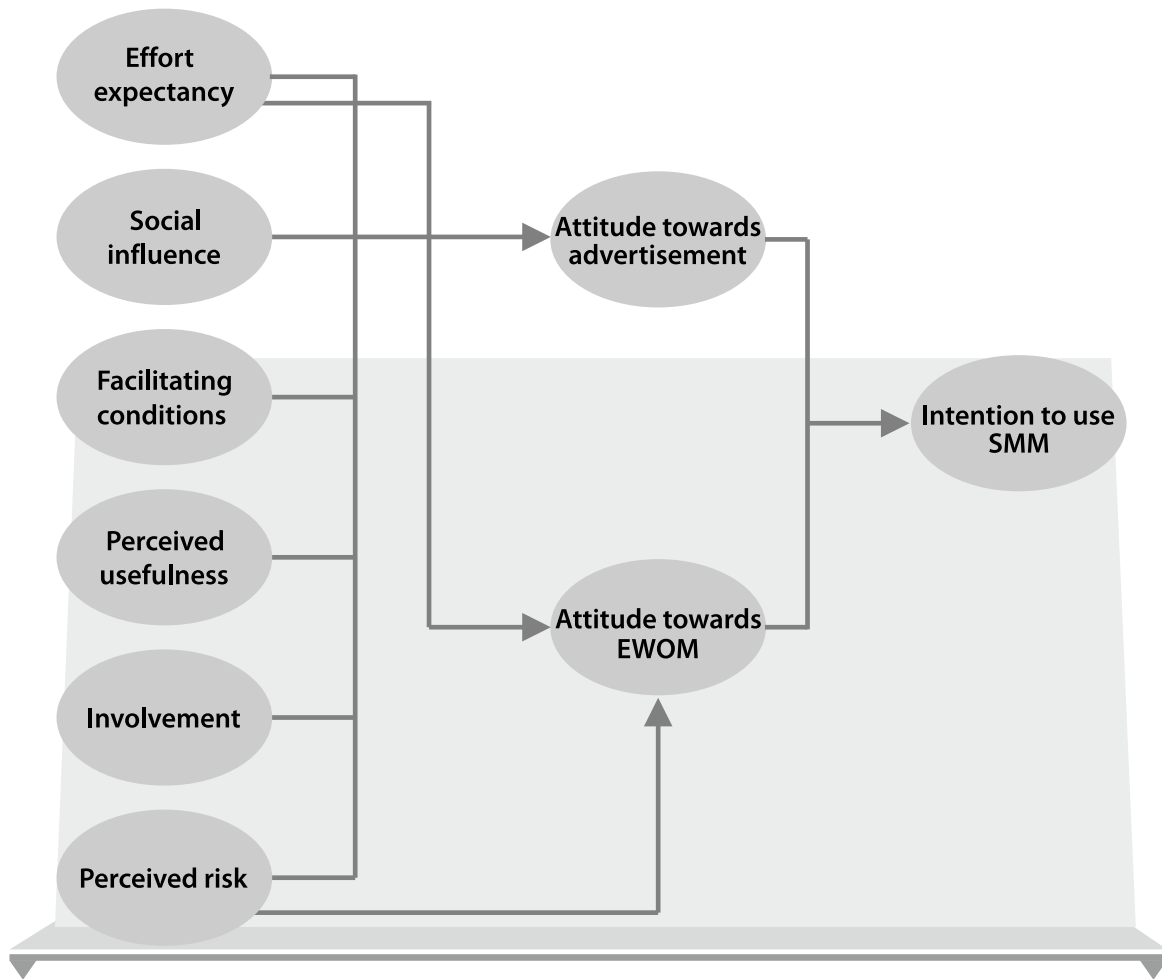 Effort
expectancy
Social
influence
Attitude towards
advertisement
Facilitating
conditions
Intention to use
SMM
Perceived
usefulness
Attitude towards
EWOM
Involvement
Perceived risk